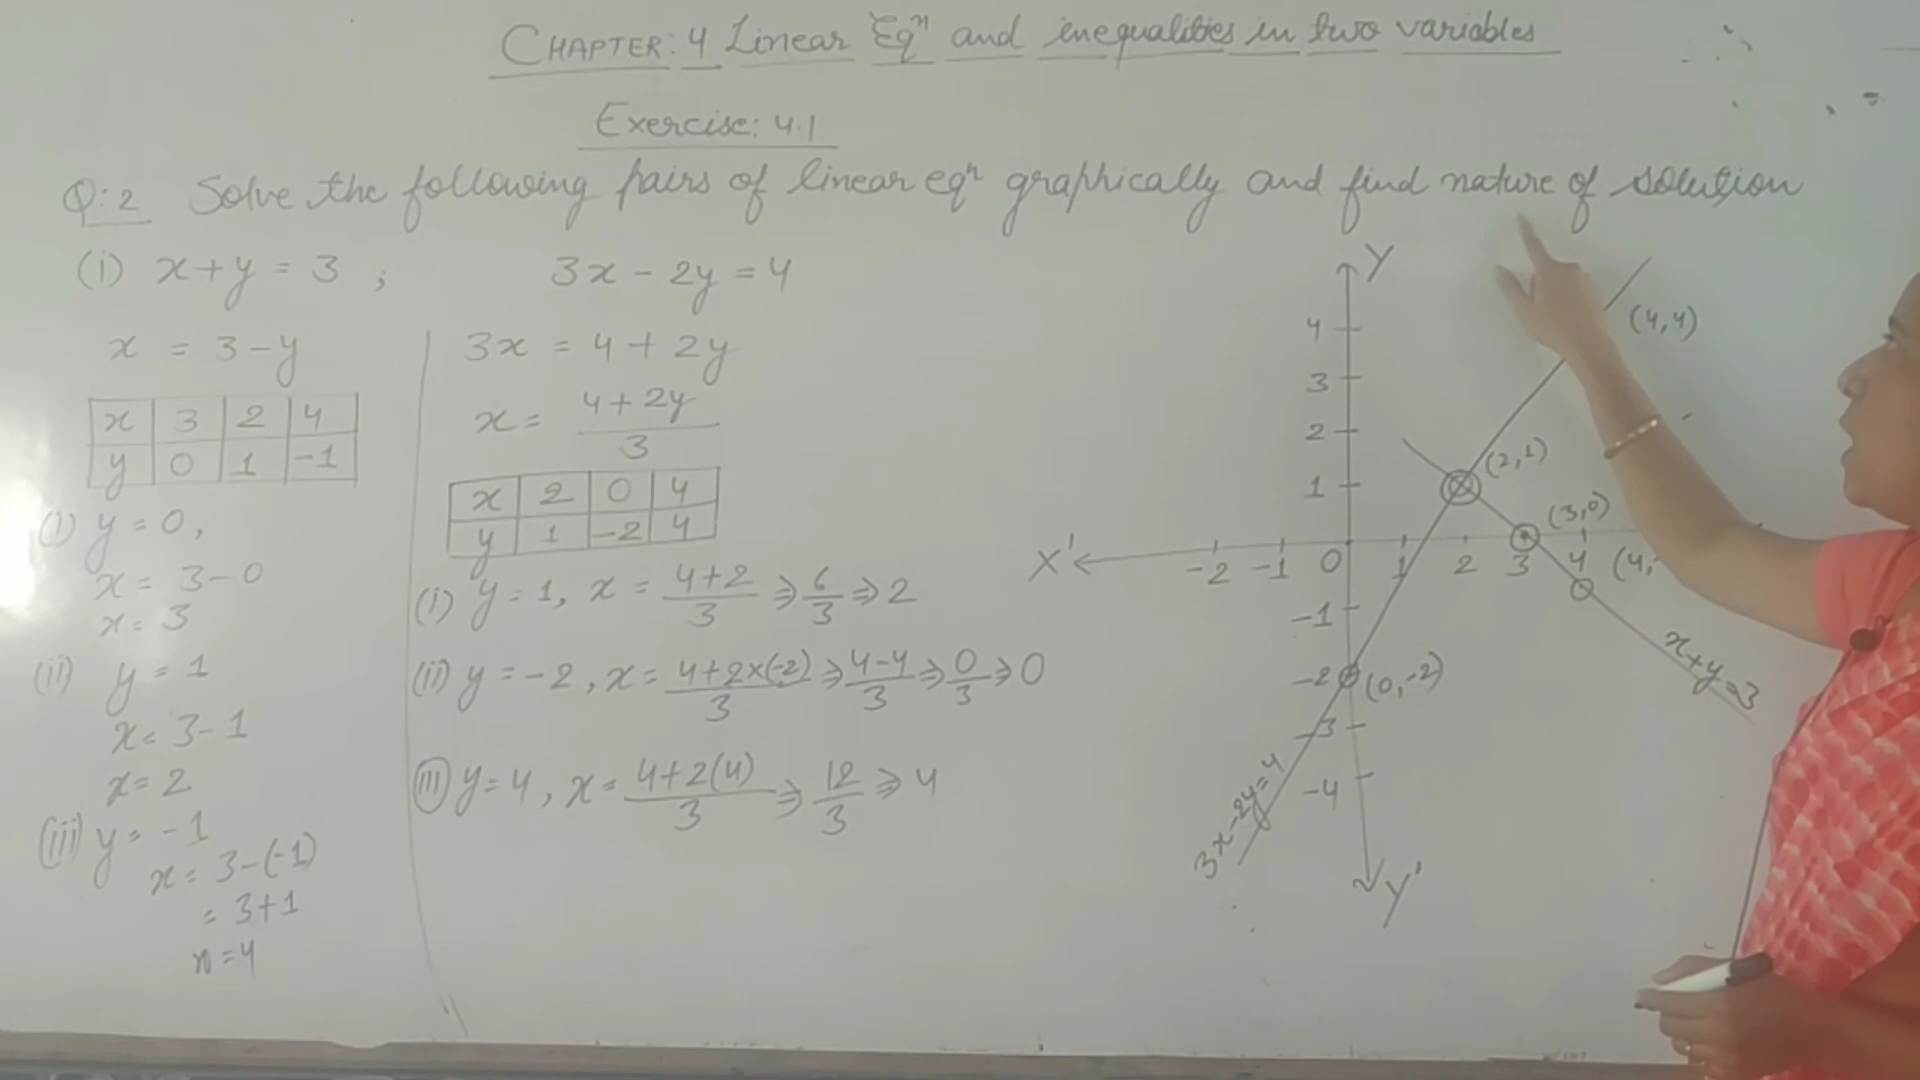 CHAPTER: 4 Linear Eqⁿ and inequalities in two variables
Exercise: 4.1
Q:2 Solve the following pairs of linear eqⁿ graphically and find nature of solution
(i) x+y = 3 ; 3x - 2y = 4
x = 3-y
x 3 2 4
y 0 1 -1
(i) y = 0,
x = 3-0
x = 3
(ii) y = 1
x = 3-1
x = 2
(iii) y = -1
x = 3-(-1)
= 3+1
x = 4
3x = 4+2y
x = 4+2y/3
x 2 0 4
y 1 -2 4
(i) y = 1, x = 4+2/3 ⇒ 6/3 ⇒ 2
(ii) y = -2, x = 4+2×(-2)/3 ⇒ 4-4/3 ⇒ 0/3 ⇒ 0
(iii) y = 4, x = 4+2(4)/3 ⇒ 12/3 ⇒ 4
Y
(4,4)
4
3
2
(2,1)
1
(3,0)
X' -2 -1 0 1 2 3 4 (4,
-1
-2 (0,-2)
x+y=3
-3
3x-2y=4
-4
Y'